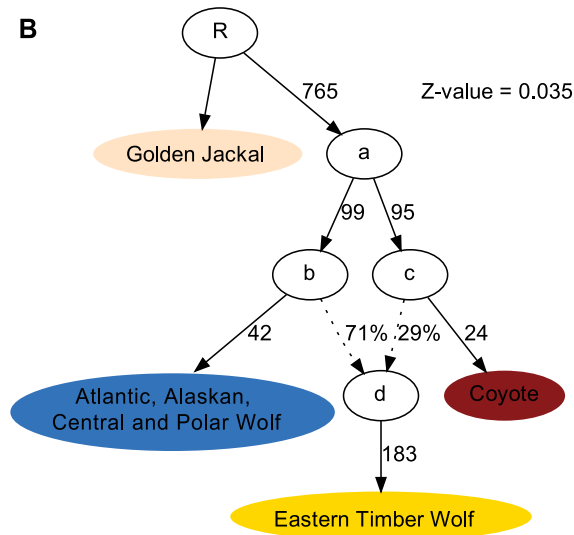 B
R
765
Z-value = 0.035
Golden Jackal
a
99
95
b
c
42
71%
29%
24
Atlantic, Alaskan,
Central and Polar Wolf
d
Coyote
183
Eastern Timber Wolf